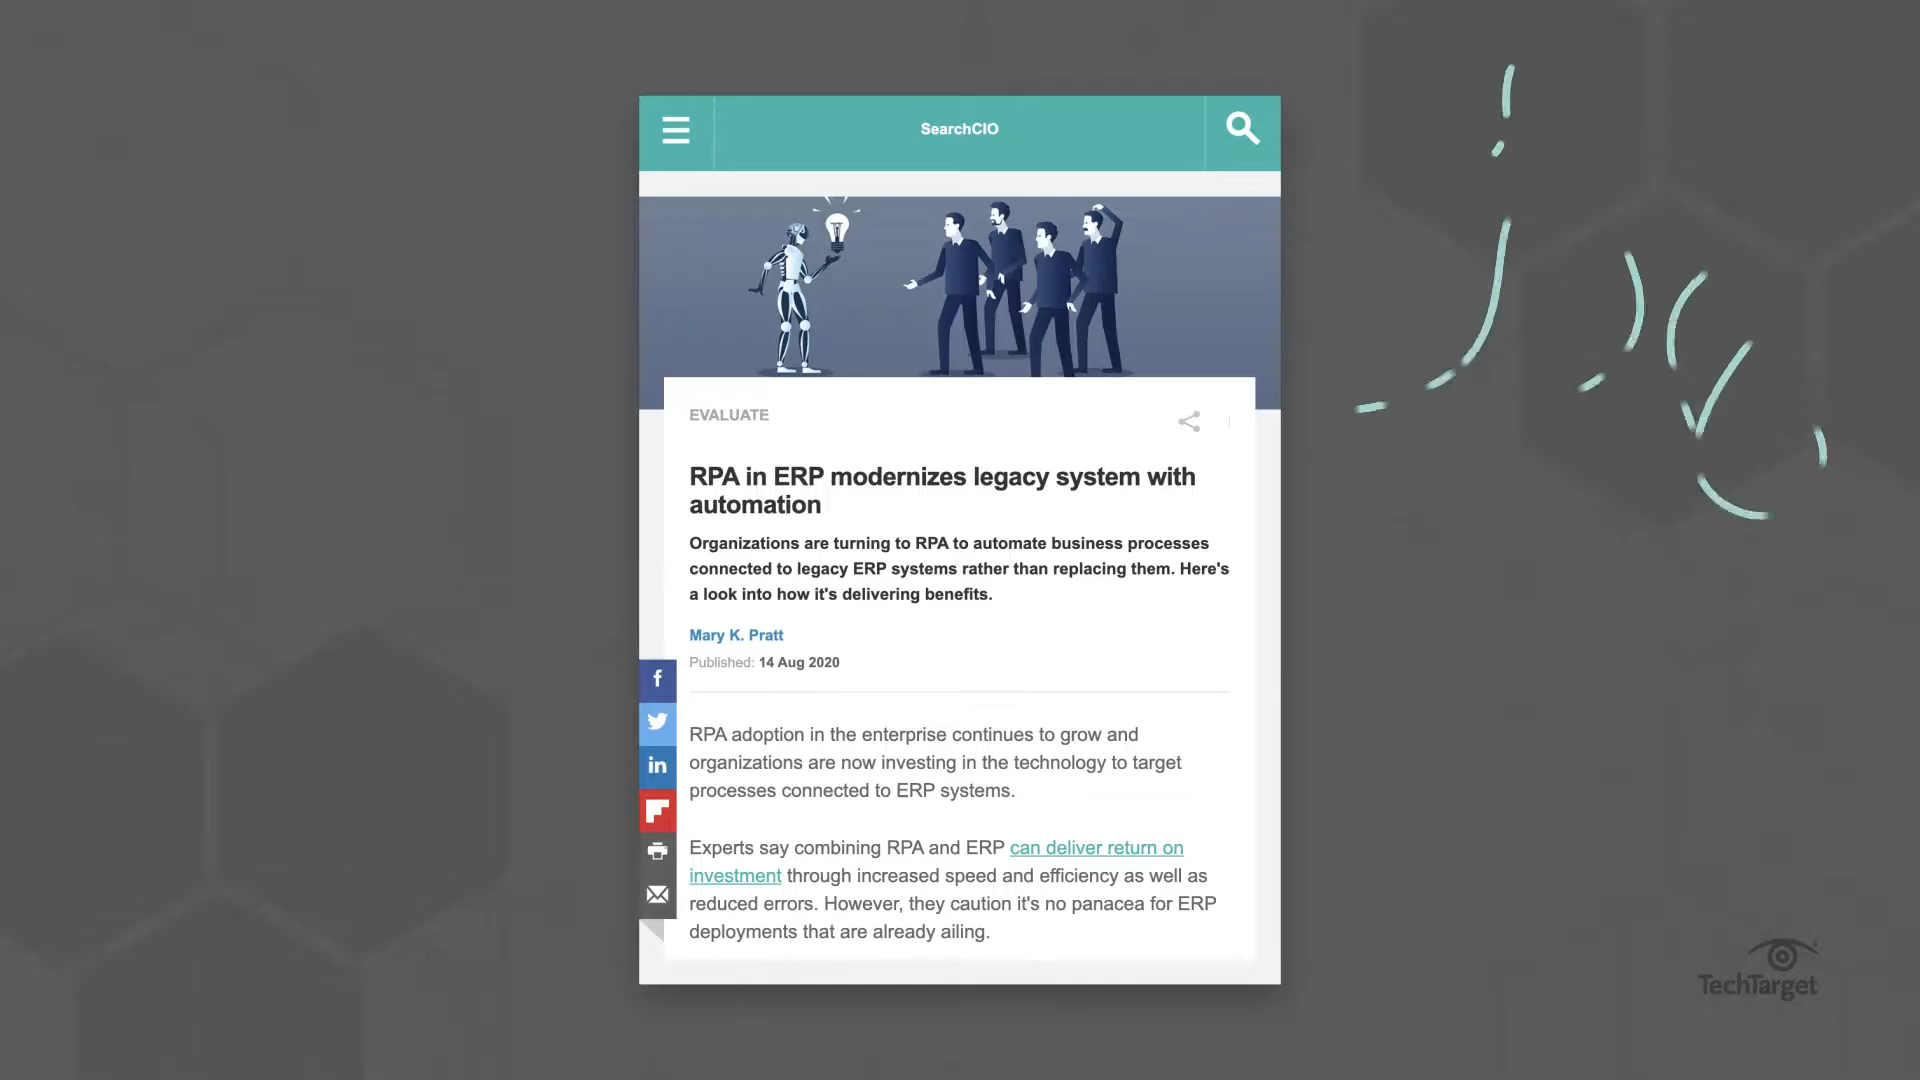 SearchCIO
EVALUATE
RPA in ERP modernizes legacy system with
automation
Organizations are turning to RPA to automate business processes
connected to legacy ERP systems rather than replacing them. Here's
a look into how it's delivering benefits.
Mary K. Pratt
Published: 14 Aug 2020
f
in
RPA adoption in the enterprise continues to grow and
organizations are now investing in the technology to target
processes connected to ERP systems.
Experts say combining RPA and ERP can deliver return on
investment through increased speed and efficiency as well as
reduced errors. However, they caution it's no panacea for ERP
deployments that are already ailing.
TechTarget